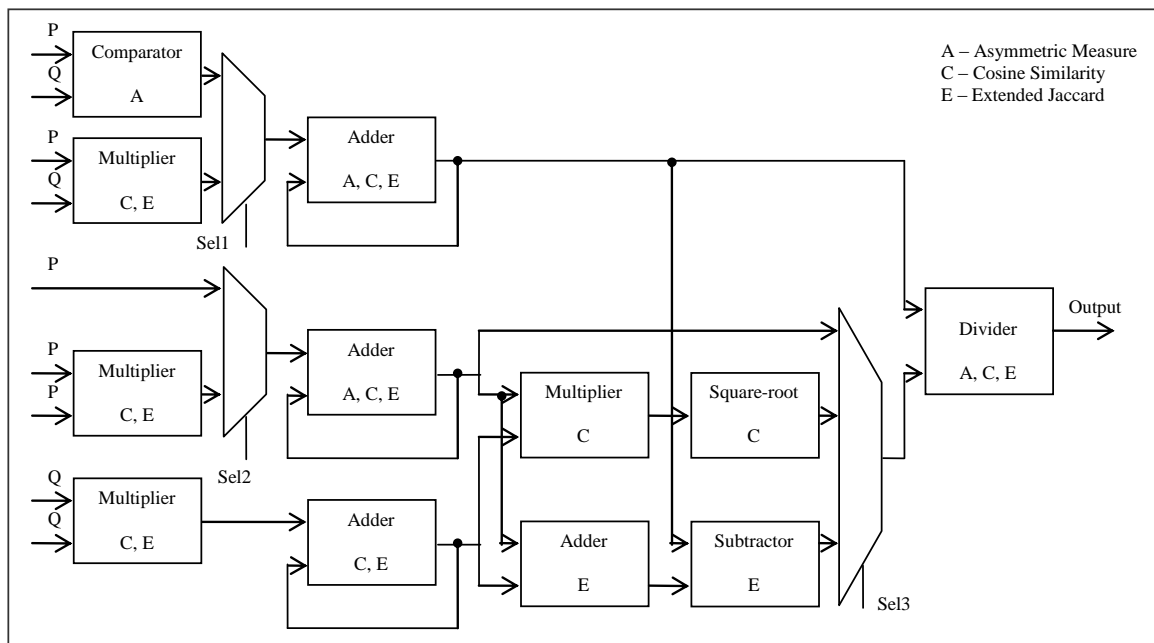 P
Q
Comparator
A
A – Asymmetric Measure
C – Cosine Similarity
E – Extended Jaccard
P
Q
Multiplier
C, E
Adder
A, C, E
Sel1
P
P
P
Multiplier
C, E
Adder
A, C, E
Sel2
Multiplier
C
Square-root
C
Divider
A, C, E
Output
Q
Q
Multiplier
C, E
Adder
C, E
Adder
E
Subtractor
E
Sel3